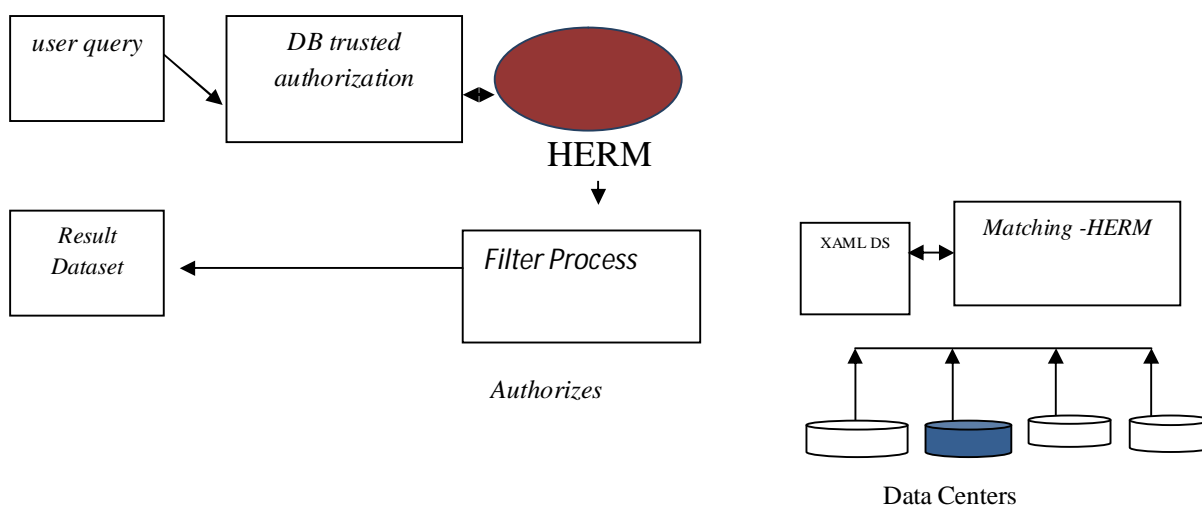 user query
DB trusted
authorization
HERM
Result
Dataset
Filter Process
Authorizes
XAML DS
Matching -HERM
Data Centers